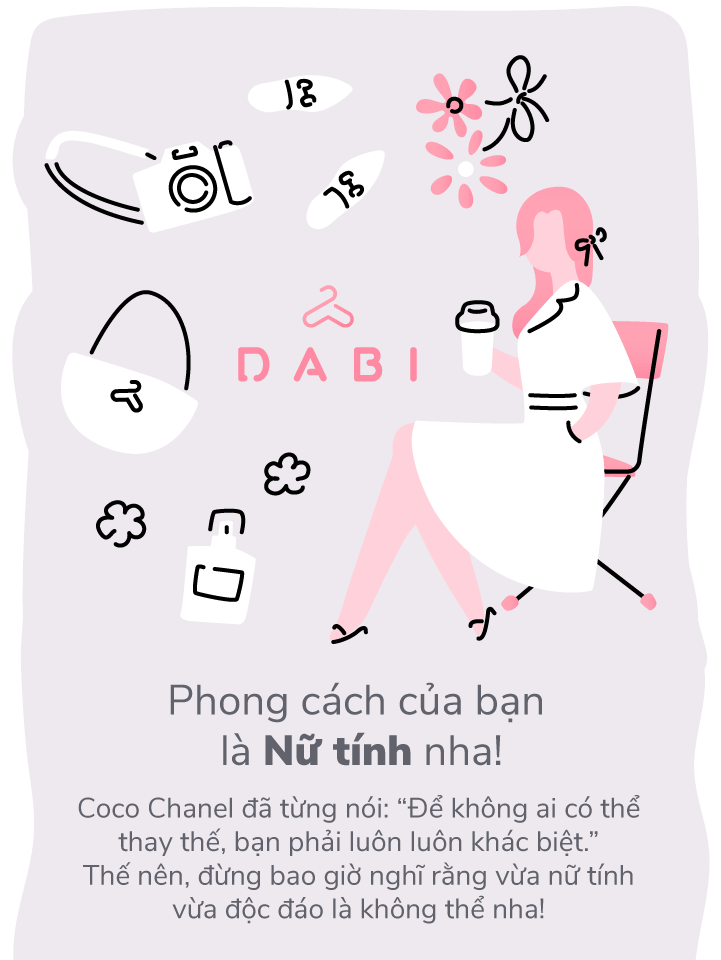 DABI
Phong cách của bạn
là Nữ tính nha!
Coco Chanel đã từng nói: “Để không ai có thể
thay thế, bạn phải luôn luôn khác biệt.”
Thế nên, đừng bao giờ nghĩ rằng vừa nữ tính
vừa độc đáo là không thể nha!